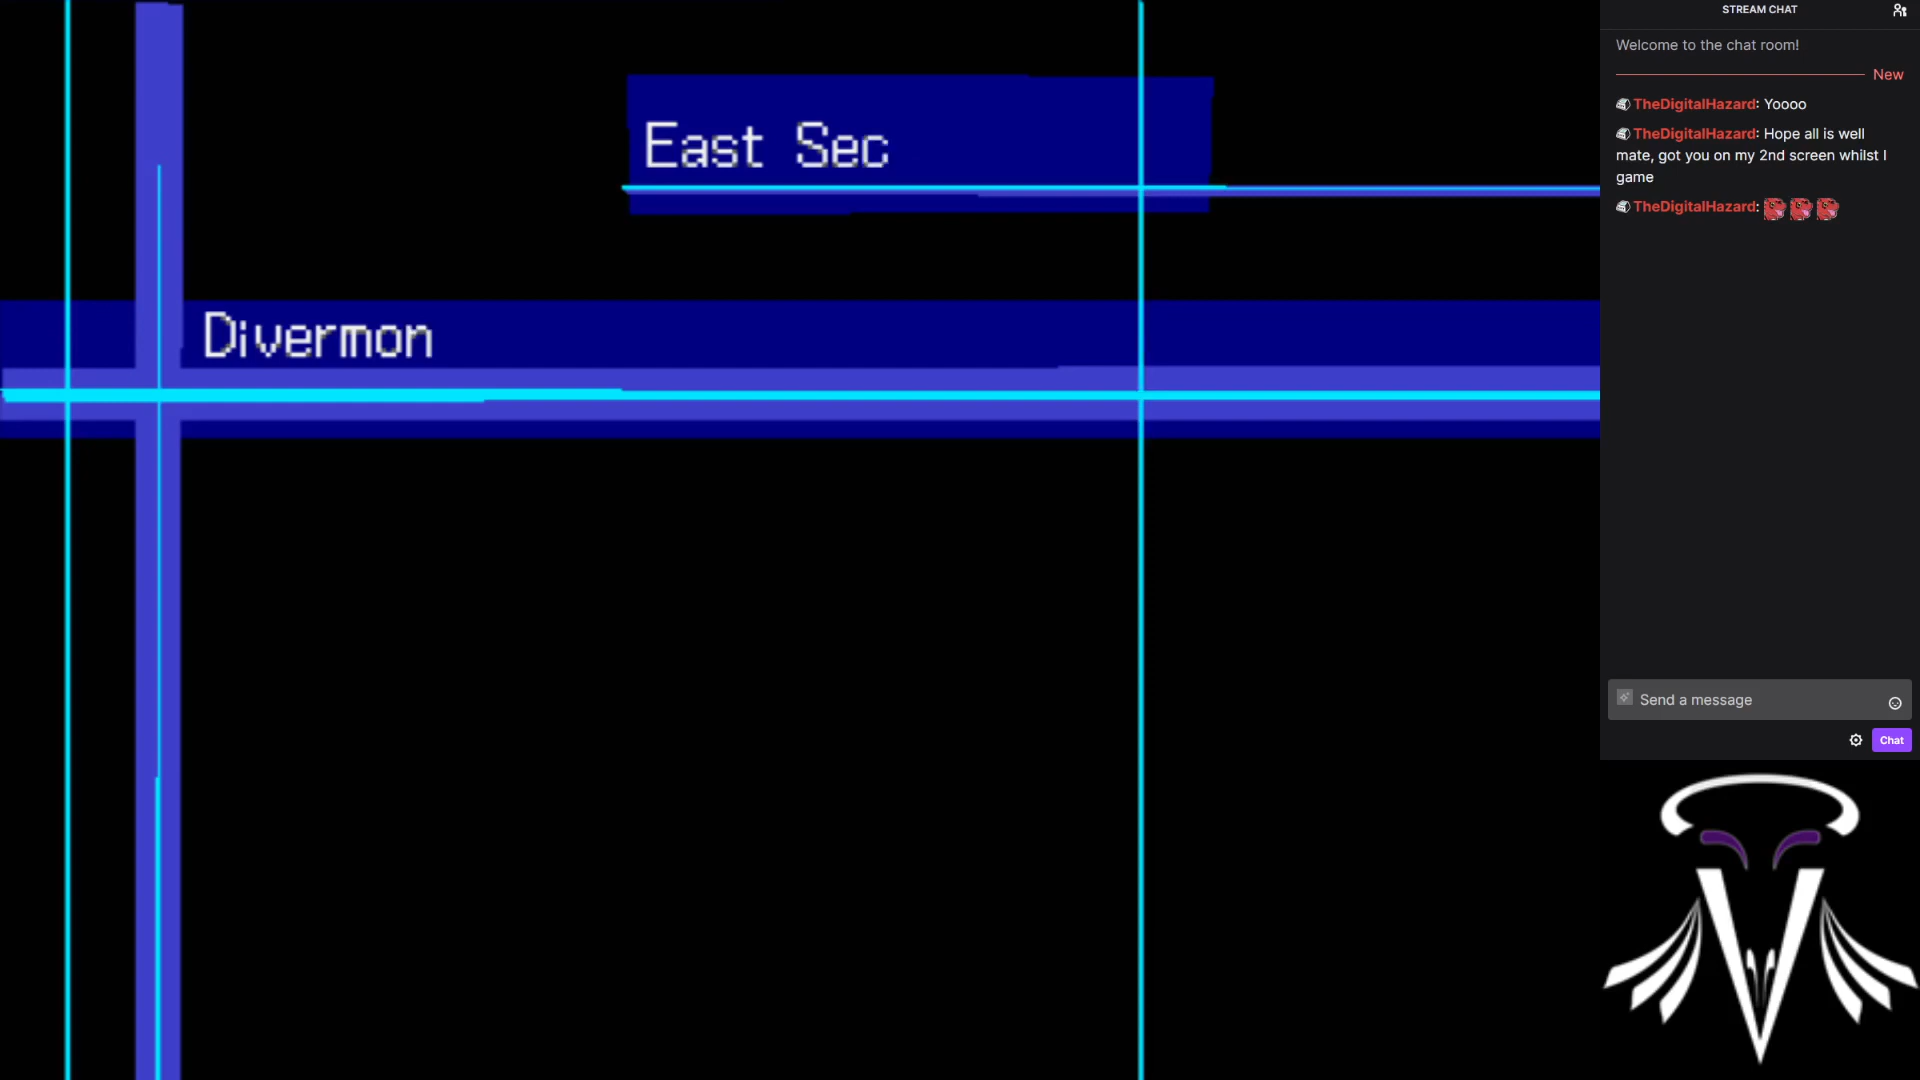 East Sec
Divermon
STREAM CHAT
Welcome to the chat room!
New
TheDigitalHazard: Yoooo
TheDigitalHazard: Hope all is well
mate, got you on my 2nd screen whilst I
game
TheDigitalHazard:
Send a message
Chat